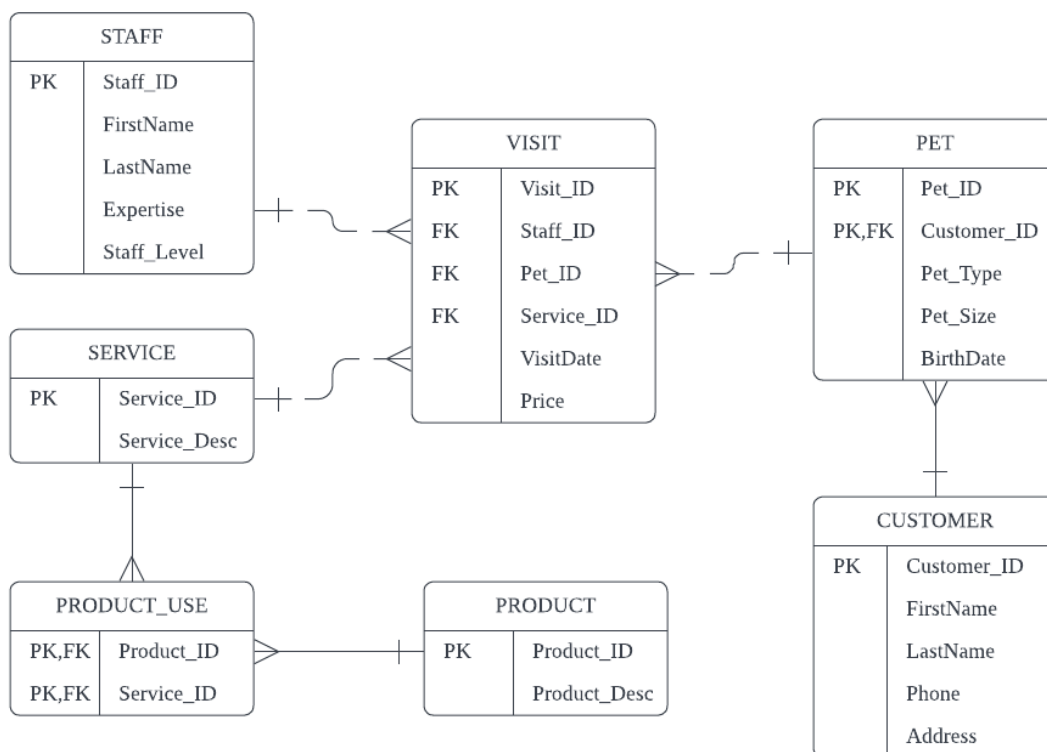 STAFF
PK Staff_ID
FirstName
LastName
Expertise
Staff_Level
VISIT
PK Visit_ID
FK Staff_ID
FK Pet_ID
FK Service_ID
VisitDate
Price
PET
PK Pet_ID
PK,FK Customer_ID
Pet_Type
Pet_Size
BirthDate
SERVICE
PK Service_ID
Service_Desc
PRODUCT_USE
PK,FK Product_ID
PK,FK Service_ID
PRODUCT
PK Product_ID
Product_Desc
CUSTOMER
PK Customer_ID
FirstName
LastName
Phone
Address